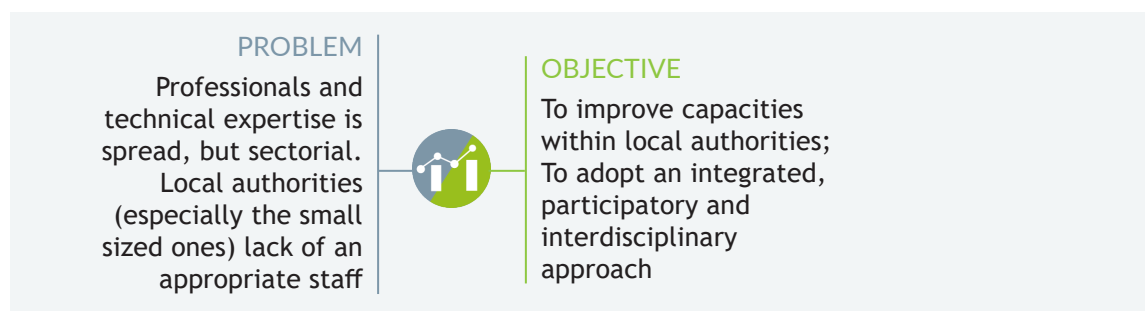 PROBLEM
Professionals and
technical expertise is
spread, but sectorial.
Local authorities
(especially the small
sized ones) lack of an
appropriate staff
OBJECTIVE
To improve capacities
within local authorities;
To adopt an integrated,
participatory and
interdisciplinary
approach